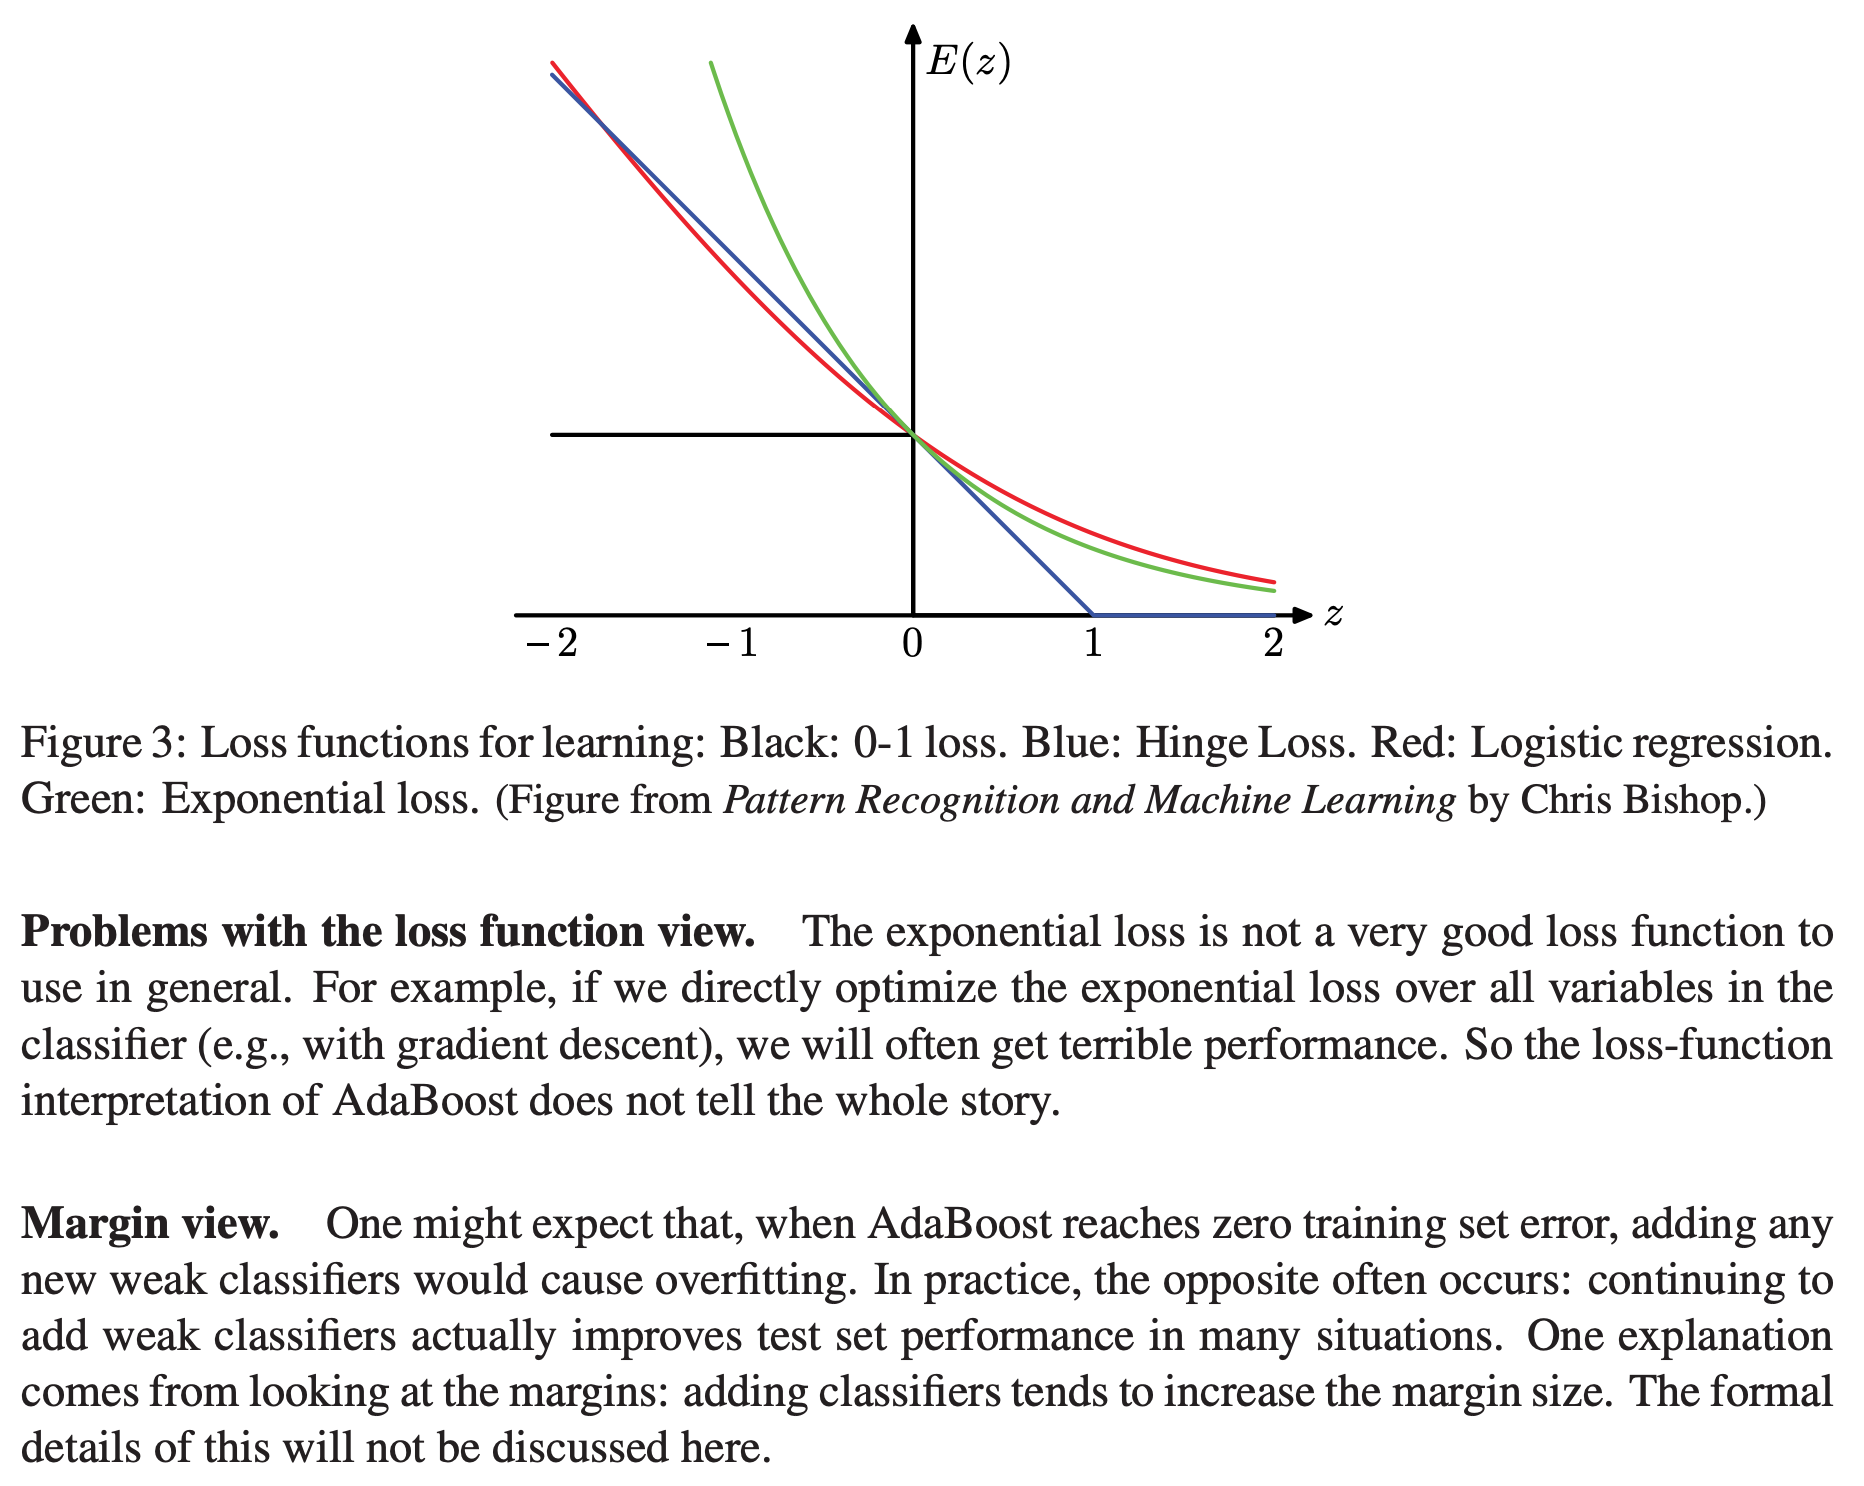 E(z)
z
−2 −1 0 1 2
Figure 3: Loss functions for learning: Black: 0-1 loss. Blue: Hinge Loss. Red: Logistic regression.
Green: Exponential loss. (Figure from Pattern Recognition and Machine Learning by Chris Bishop.)
Problems with the loss function view. The exponential loss is not a very good loss function to
use in general. For example, if we directly optimize the exponential loss over all variables in the
classifier (e.g., with gradient descent), we will often get terrible performance. So the loss-function
interpretation of AdaBoost does not tell the whole story.
Margin view. One might expect that, when AdaBoost reaches zero training set error, adding any
new weak classifiers would cause overfitting. In practice, the opposite often occurs: continuing to
add weak classifiers actually improves test set performance in many situations. One explanation
comes from looking at the margins: adding classifiers tends to increase the margin size. The formal
details of this will not be discussed here.